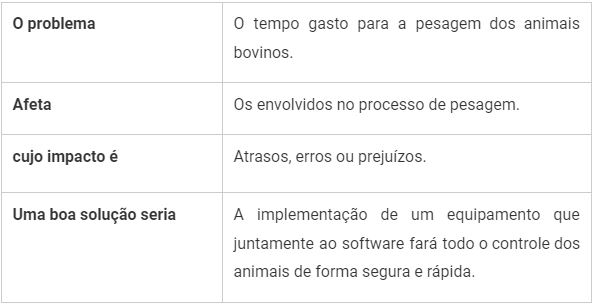 O problema
O tempo gasto para a pesagem dos animais
bovinos.
Afeta
Os envolvidos no processo de pesagem.
cujo impacto é
Atrasos, erros ou prejuízos.
Uma boa solução seria
A implementação de um equipamento que
juntamente ao software fará todo o controle dos
animais de forma segura e rápida.